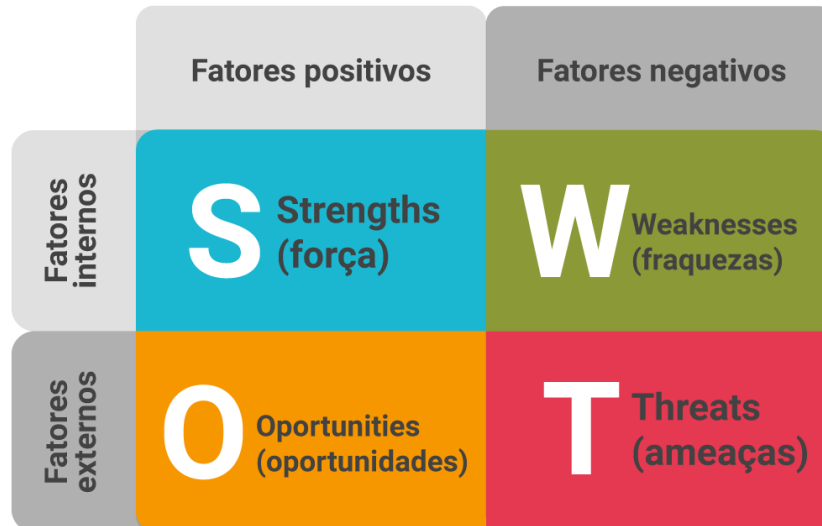 Fatores positivos
Fatores negativos
Fatores
internos
S
Strengths
(força)
W
Weaknesses
(fraquezas)
Fatores
externos
O
Oportunities
(oportunidades)
T
Threats
(ameaças)